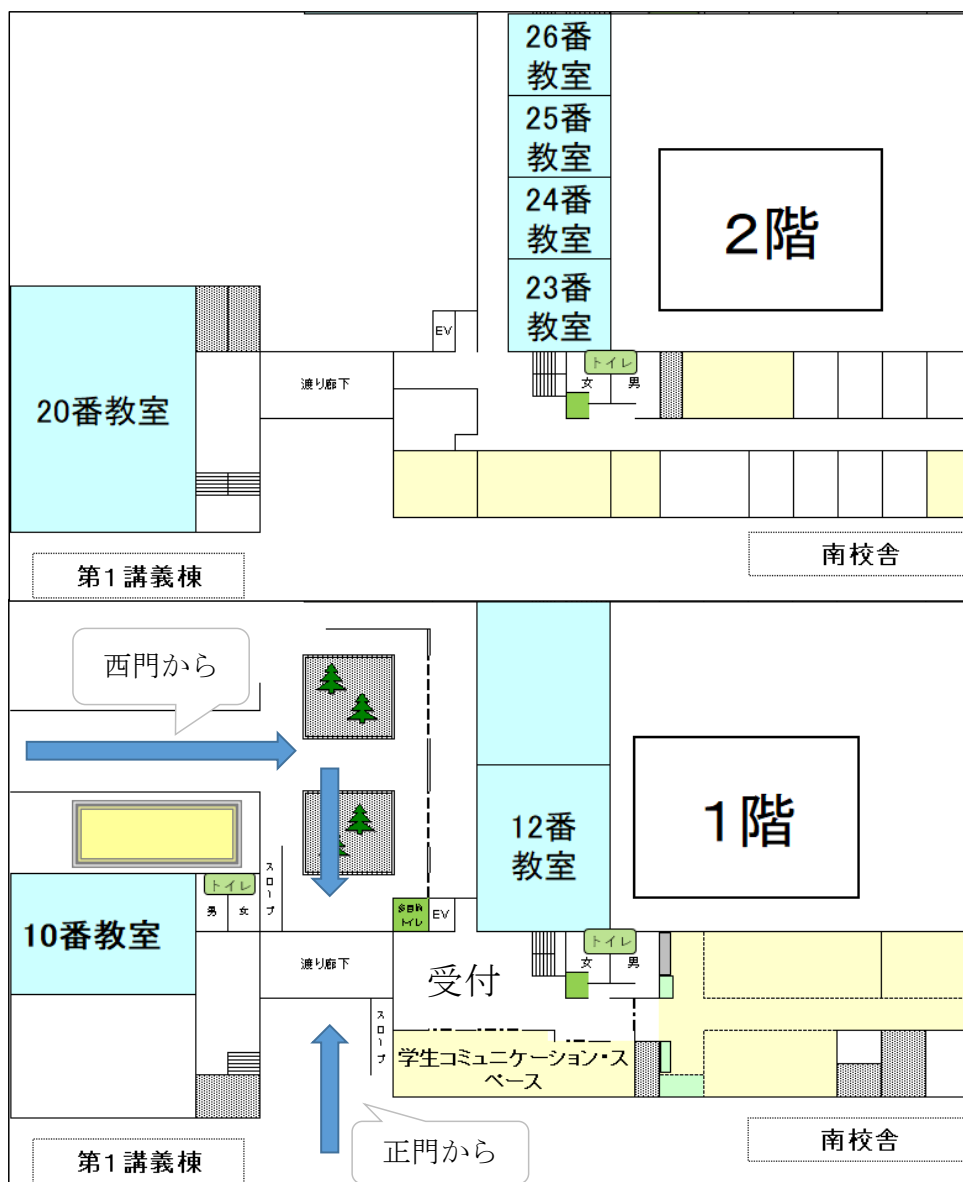 26番
教室
25番
教室
24番
教室
23番
教室
2階
EV
トイレ
女
男
渡り廊下
20番教室
第1講義棟
南校舎
西門から
12番
教室
1階
スロープ
トイレ
男
女
10番教室
多目的
トイレ
EV
渡り廊下
受付
トイレ
女
男
スロープ
学生コミュニケーション・ス
ペース
正門から
第1講義棟
南校舎